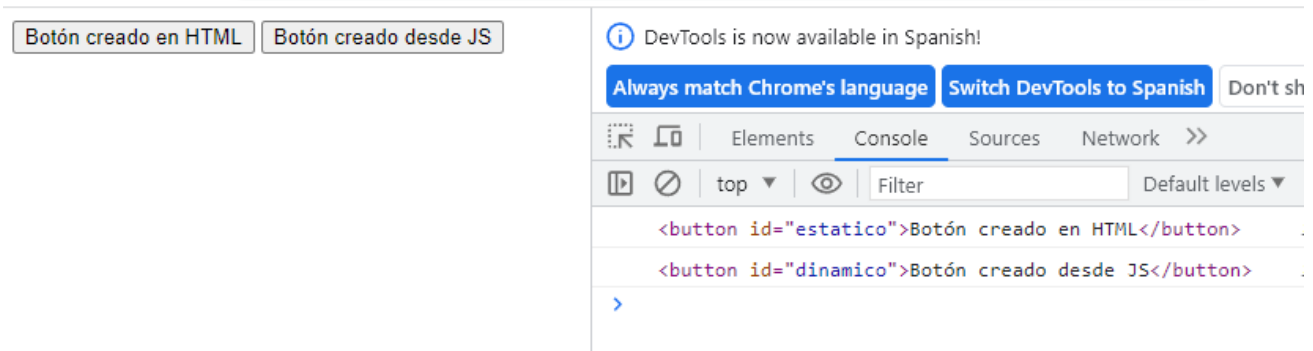 Botón creado en HTML Botón creado desde JS
DevTools is now available in Spanish!
Always match Chrome's language Switch DevTools to Spanish Don't sh
Elements Console Sources Network
top Filter Default levels
<button id="estatico">Botón creado en HTML</button>
<button id="dinamico">Botón creado desde JS</button>